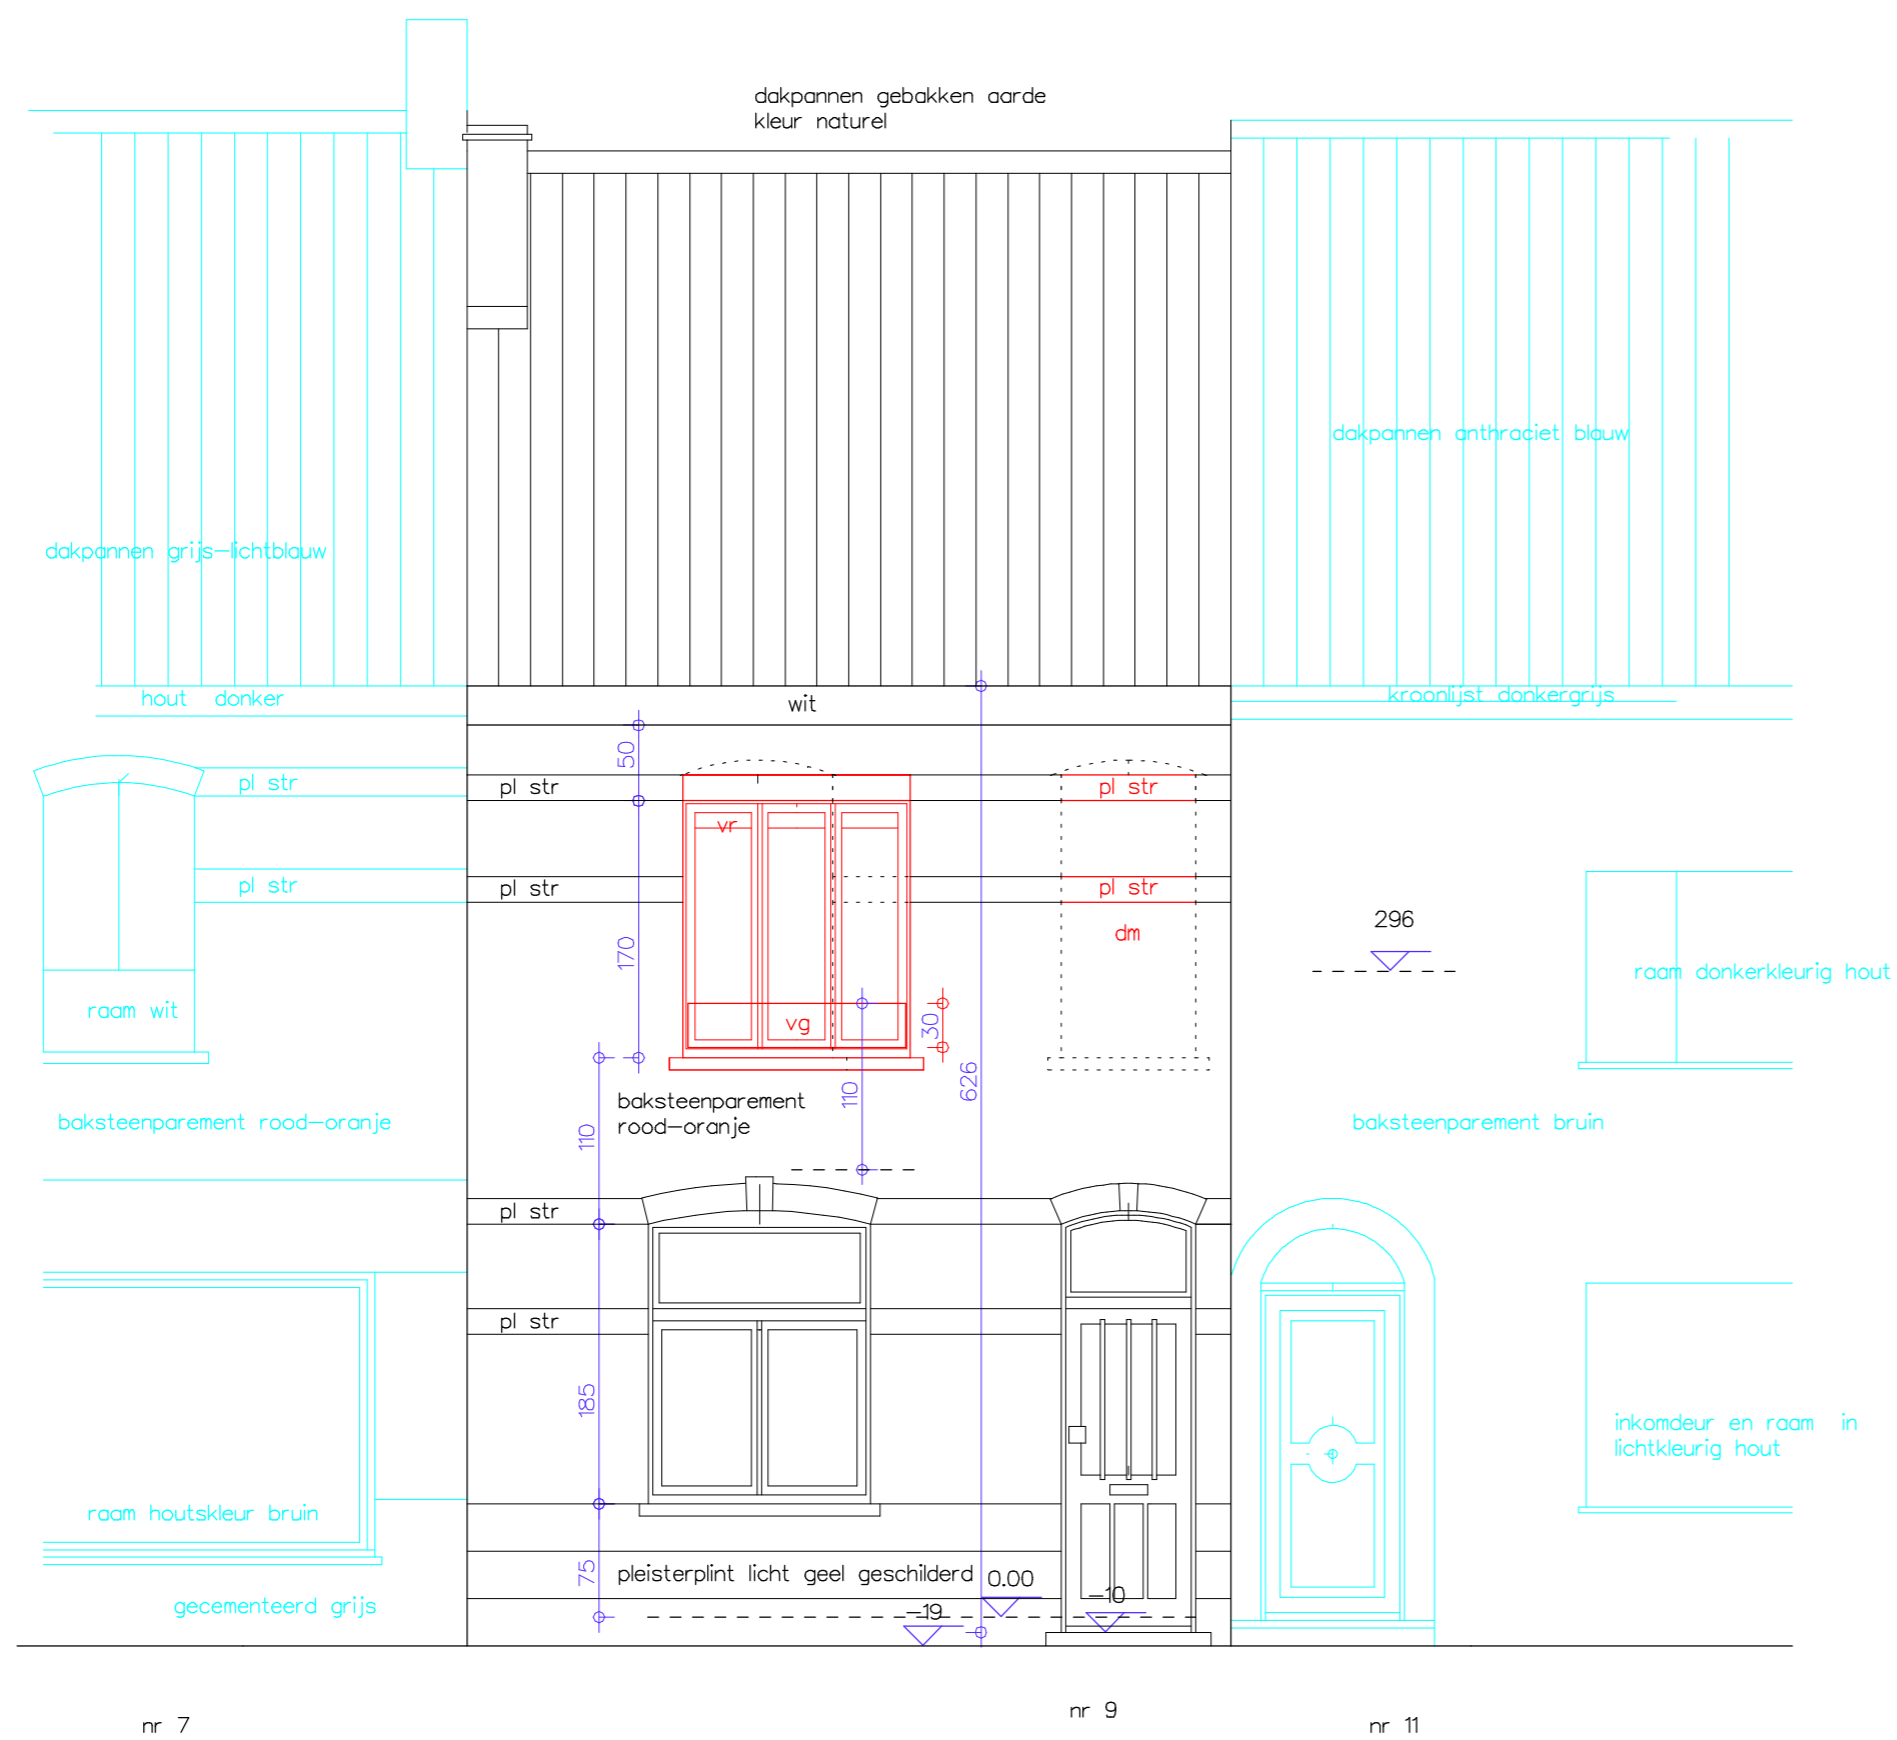 dakpannen gebakken aarde
kleur naturel
dakpannen anthraciet blauw
dakpannen grijs-lichtblauw
hout donker
wit
kroonlijst donkergrijs
50
pl str
pl str
pl str
vr
pl str
pl str
pl str
dm
296
170
raam donkerkleurig hout
raam wit
vg
30
110
626
baksteenparement
rood-oranje
baksteenparement rood-oranje
baksteenparement bruin
110
pl str
pl str
185
inkomdeur en raam in
lichtkleurig hout
raam houtskleur bruin
75
pleisterplint licht geel geschilderd
0.00
-10
-19
gecementeerd grijs
nr 7
nr 9
nr 11